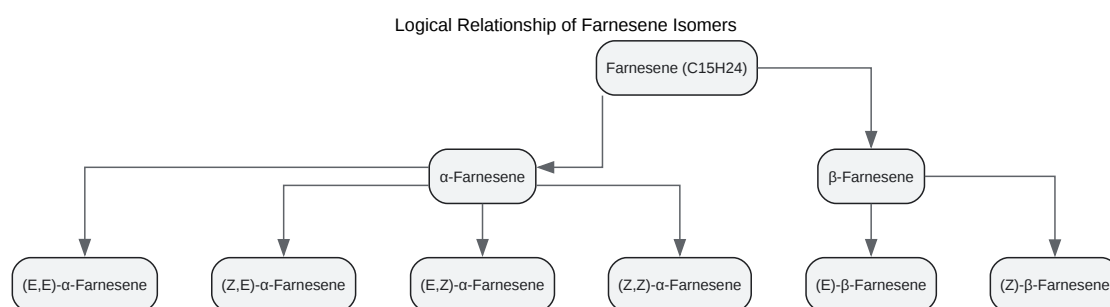 Logical Relationship of Farnesene Isomers
Farnesene (C15H24)
α-Farnesene
β-Farnesene
(E,E)-α-Farnesene
(Z,E)-α-Farnesene
(E,Z)-α-Farnesene
(Z,Z)-α-Farnesene
(E)-β-Farnesene
(Z)-β-Farnesene